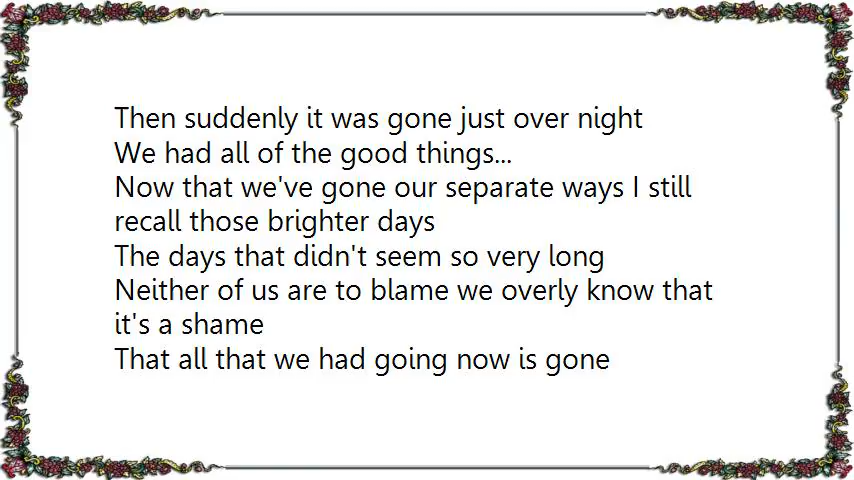 Then suddenly it was gone just over night
We had all of the good things...
Now that we've gone our separate ways I still
recall those brighter days
The days that didn't seem so very long
Neither of us are to blame we overly know that
it's a shame
That all that we had going now is gone